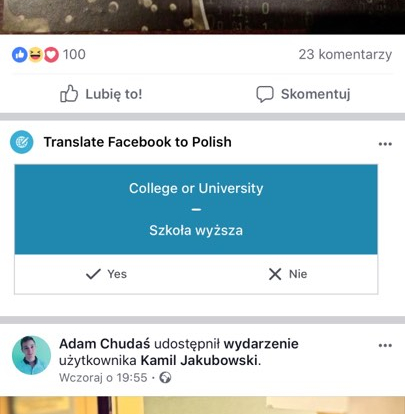 100 23 komentarzy
Lubię to! Skomentuj
Translate Facebook to Polish
College or University
–
Szkoła wyższa
Yes Nie
Adam Chudaś udostępnił wydarzenie
użytkownika Kamil Jakubowski.
Wczoraj o 19:55 ·